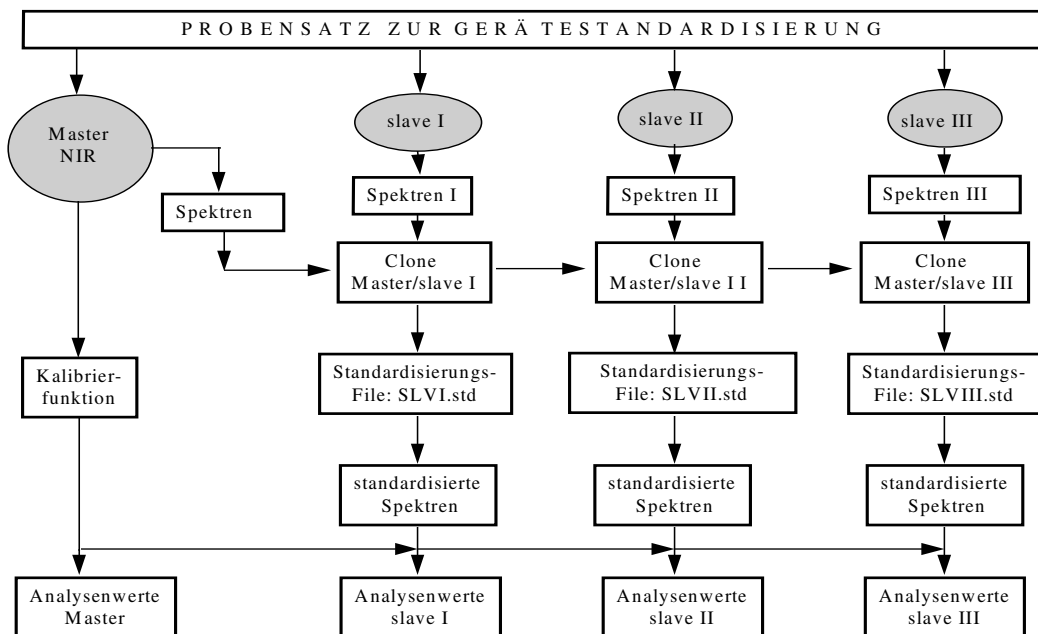 PROBENSATZ ZUR GERÄTESTANDARDISIERUNG
Master
NIR
slave I
slave II
slave III
Spektren
Spektren I
Spektren II
Spektren III
Clone
Master/slave I
Clone
Master/slave I I
Clone
Master/slave III
Kalibrier-
funktion
Standardisierungs-
File: SLVI.std
Standardisierungs-
File: SLVII.std
Standardisierungs-
File: SLVIII.std
standardisierte
Spektren
standardisierte
Spektren
standardisierte
Spektren
Analysenwerte
Master
Analysenwerte
slave I
Analysenwerte
slave II
Analysenwerte
slave III